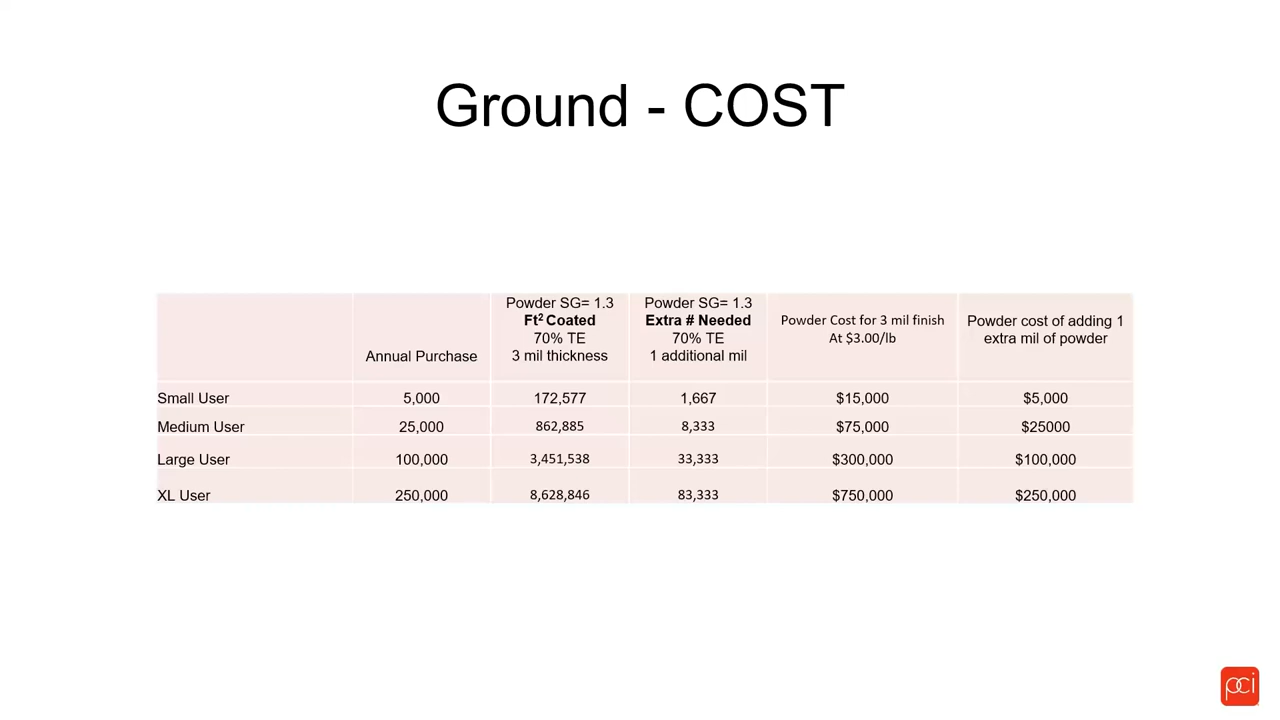 Ground - COST
Powder SG= 1.3 Powder SG= 1.3
Ft² Coated Extra # Needed Powder Cost for 3 mil finish Powder cost of adding 1
70% TE 70% TE At $3.00/lb extra mil of powder
Annual Purchase 3 mil thickness 1 additional mil
Small User 5,000 172,577 1,667 $15,000 $5,000
Medium User 25,000 862,885 8,333 $75,000 $25000
Large User 100,000 3,451,538 33,333 $300,000 $100,000
XL User 250,000 8,628,846 83,333 $750,000 $250,000
pci